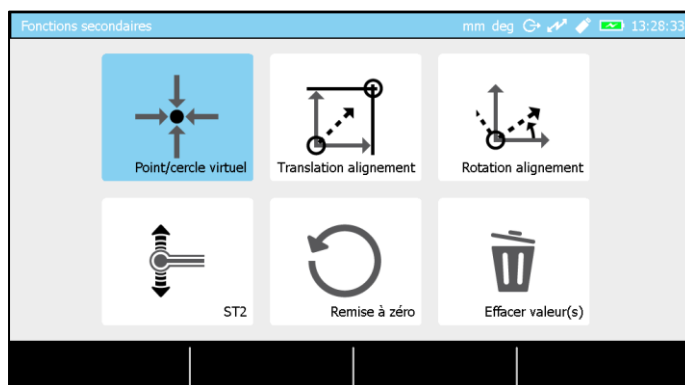 Fonctions secondaires mm deg 13:28:33
Point/cercle virtuel Translation alignement Rotation alignement
ST2 Remise à zéro Effacer valeur(s)